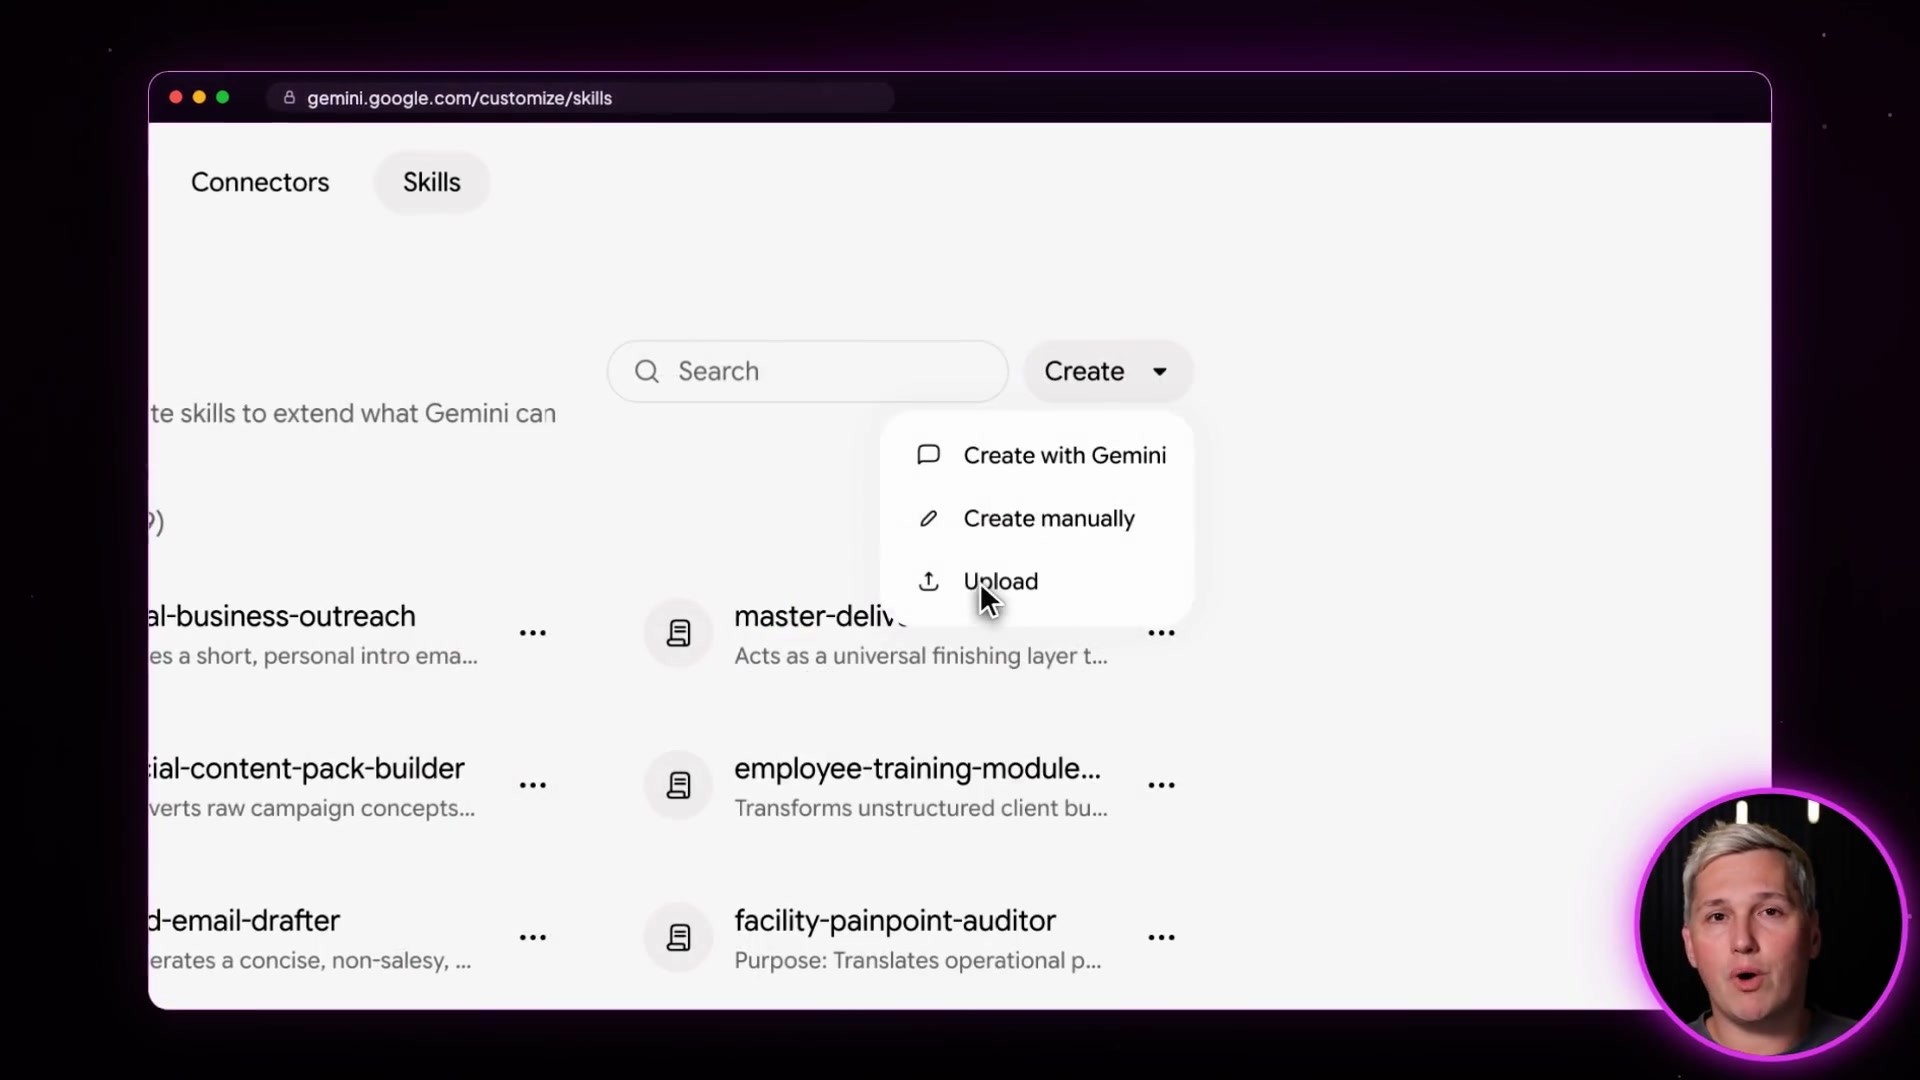 gemini.google.com/customize/skills
Connectors
Skills
Search
Create
te skills to extend what Gemini can
Create with Gemini
Create manually
Upload
al-business-outreach
es a short, personal intro ema...
master-deliv
Acts as a universal finishing layer t...
cial-content-pack-builder
verts raw campaign concepts...
employee-training-module...
Transforms unstructured client bu...
d-email-drafter
erates a concise, non-salesy, ...
facility-painpoint-auditor
Purpose: Translates operational p...